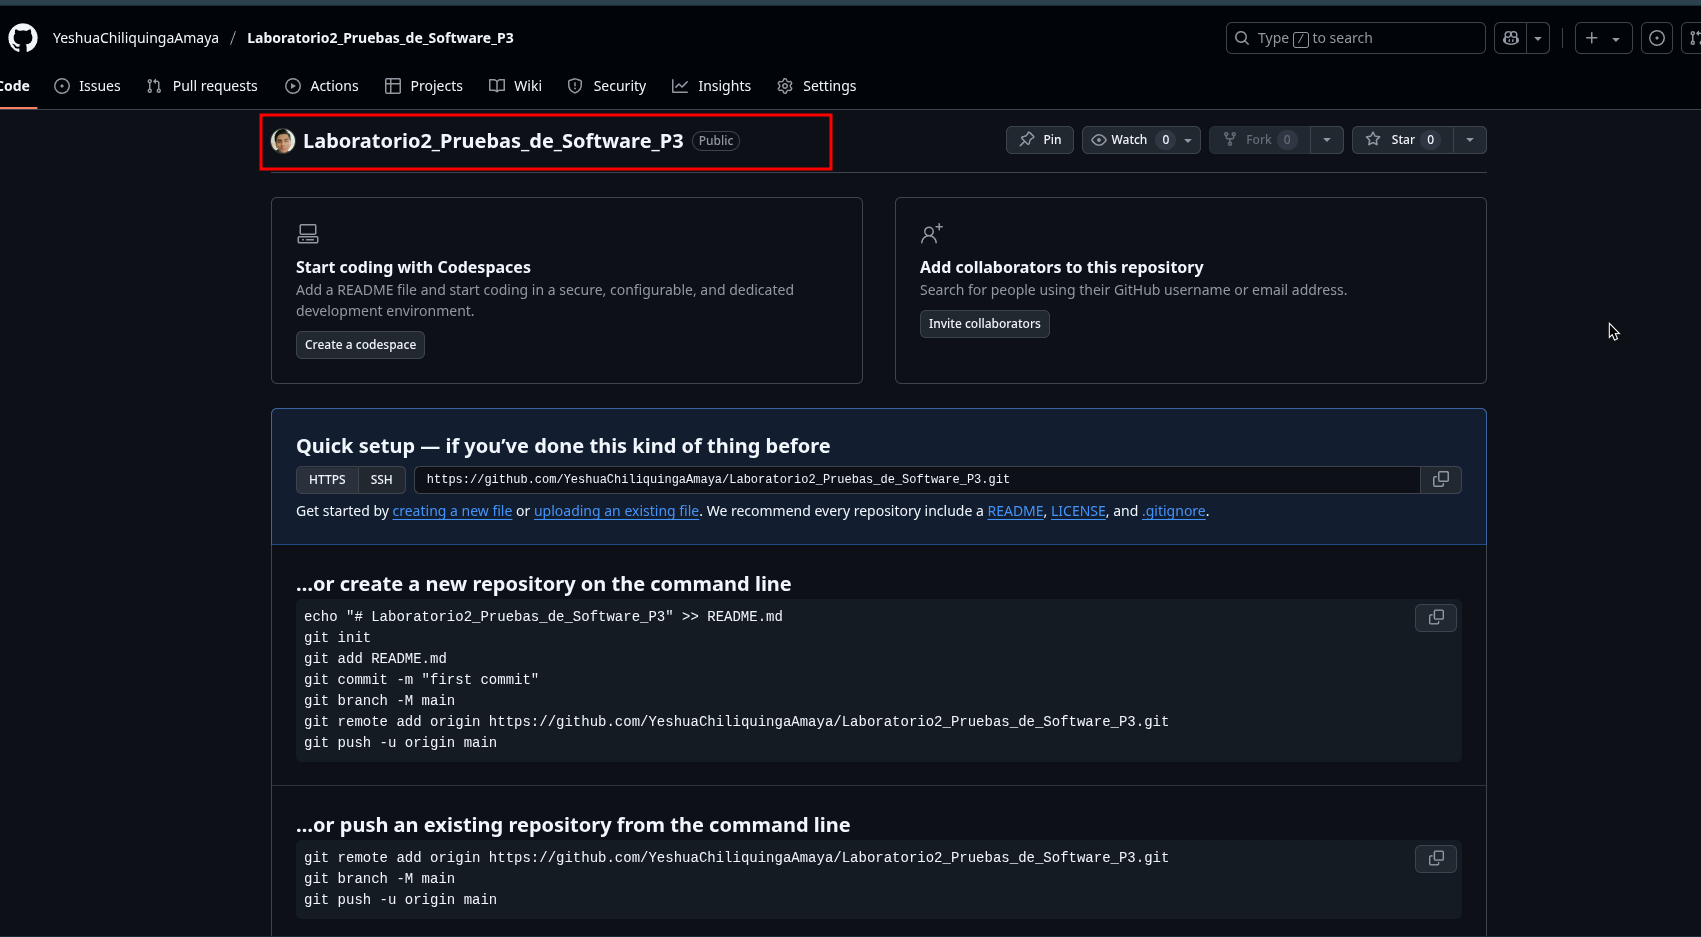 YeshuaChiliquingaAmaya / Laboratorio2_Pruebas_de_Software_P3
Type / to search
Code Issues Pull requests Actions Projects Wiki Security Insights Settings
Laboratorio2_Pruebas_de_Software_P3 Public
Pin Watch 0 Fork 0 Star 0
Start coding with Codespaces
Add a README file and start coding in a secure, configurable, and dedicated
development environment.
Create a codespace
Add collaborators to this repository
Search for people using their GitHub username or email address.
Invite collaborators
Quick setup — if you’ve done this kind of thing before
HTTPS SSH https://github.com/YeshuaChiliquingaAmaya/Laboratorio2_Pruebas_de_Software_P3.git
Get started by creating a new file or uploading an existing file. We recommend every repository include a README, LICENSE, and .gitignore.
…or create a new repository on the command line
echo "# Laboratorio2_Pruebas_de_Software_P3" >> README.md
git init
git add README.md
git commit -m "first commit"
git branch -M main
git remote add origin https://github.com/YeshuaChiliquingaAmaya/Laboratorio2_Pruebas_de_Software_P3.git
git push -u origin main
…or push an existing repository from the command line
git remote add origin https://github.com/YeshuaChiliquingaAmaya/Laboratorio2_Pruebas_de_Software_P3.git
git branch -M main
git push -u origin main